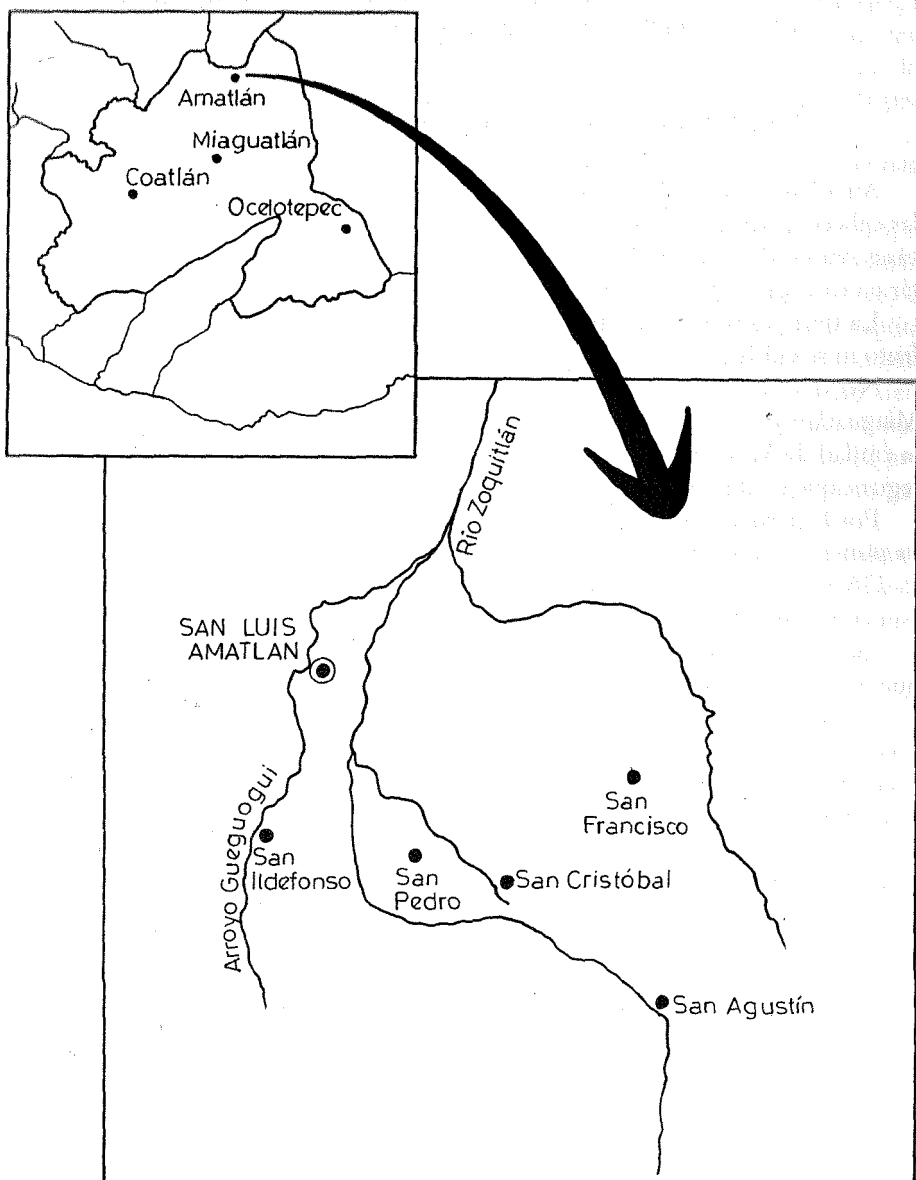 Amatlán
Miaguatlán
Coatlán
Ocelotepec
Rio Zoquitlán
SAN LUIS
AMATLAN
Arroyo Gueguogui
San
Ildefonso
San
Pedro
San Cristóbal
San
Francisco
San Agustín